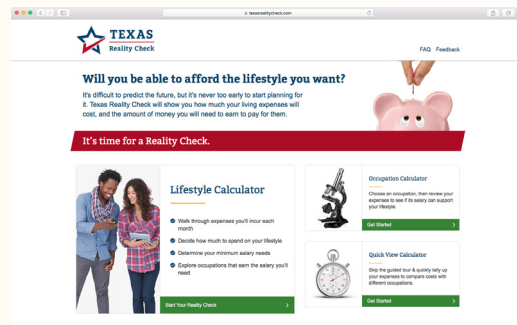 texasrealitycheck.com
TEXAS
Reality Check
FAQ Feedback
Will you be able to afford the lifestyle you want?
It's difficult to predict the future, but it's never too early to start planning for
it. Texas Reality Check will show you how much your living expenses will
cost, and the amount of money you will need to earn to pay for them.
It's time for a Reality Check.
Lifestyle Calculator
Walk through expenses you'll incur each
month
Decide how much to spend on your lifestyle
Determine your minimum salary needs
Explore occupations that earn the salary you'll
need
Start Your Reality Check
Occupation Calculator
Choose an occupation, then review your
expenses to see if its salary can support
your lifestyle.
Get Started
Quick View Calculator
Skip the guided tour & quickly tally up
your expenses to compare costs with
different occupations.
Get Started